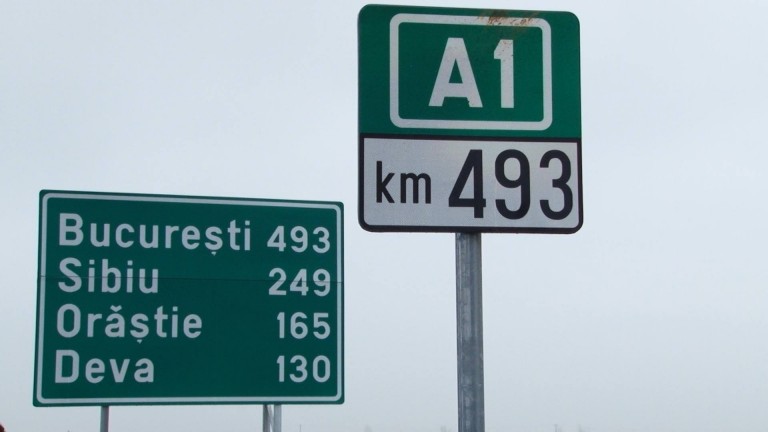 A1
km 493
București 493
Sibiu 249
Orăștie 165
Deva 130